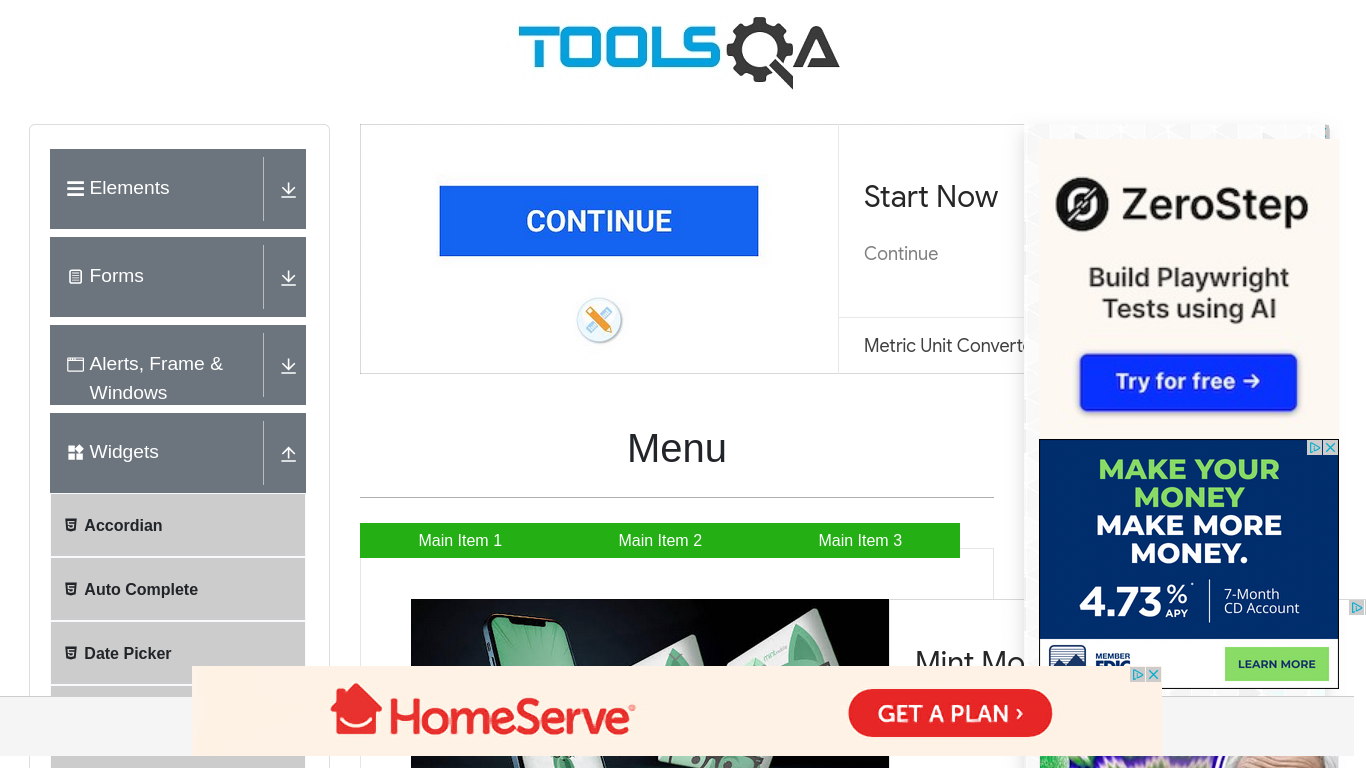 TOOLSQA
Elements
Forms
Alerts, Frame &
Windows
Widgets
Accordian
Auto Complete
Date Picker
CONTINUE
Start Now
Continue
Metric Unit Converte
Menu
Main Item 1
Main Item 2
Main Item 3
Mint Mo
ZeroStep
Build Playwright
Tests using AI
Try for free →
MAKE YOUR
MONEY
MAKE MORE
MONEY.
4.73%* APY
7-Month
CD Account
MEMBER
FDIC
LEARN MORE
HomeServe
GET A PLAN ›